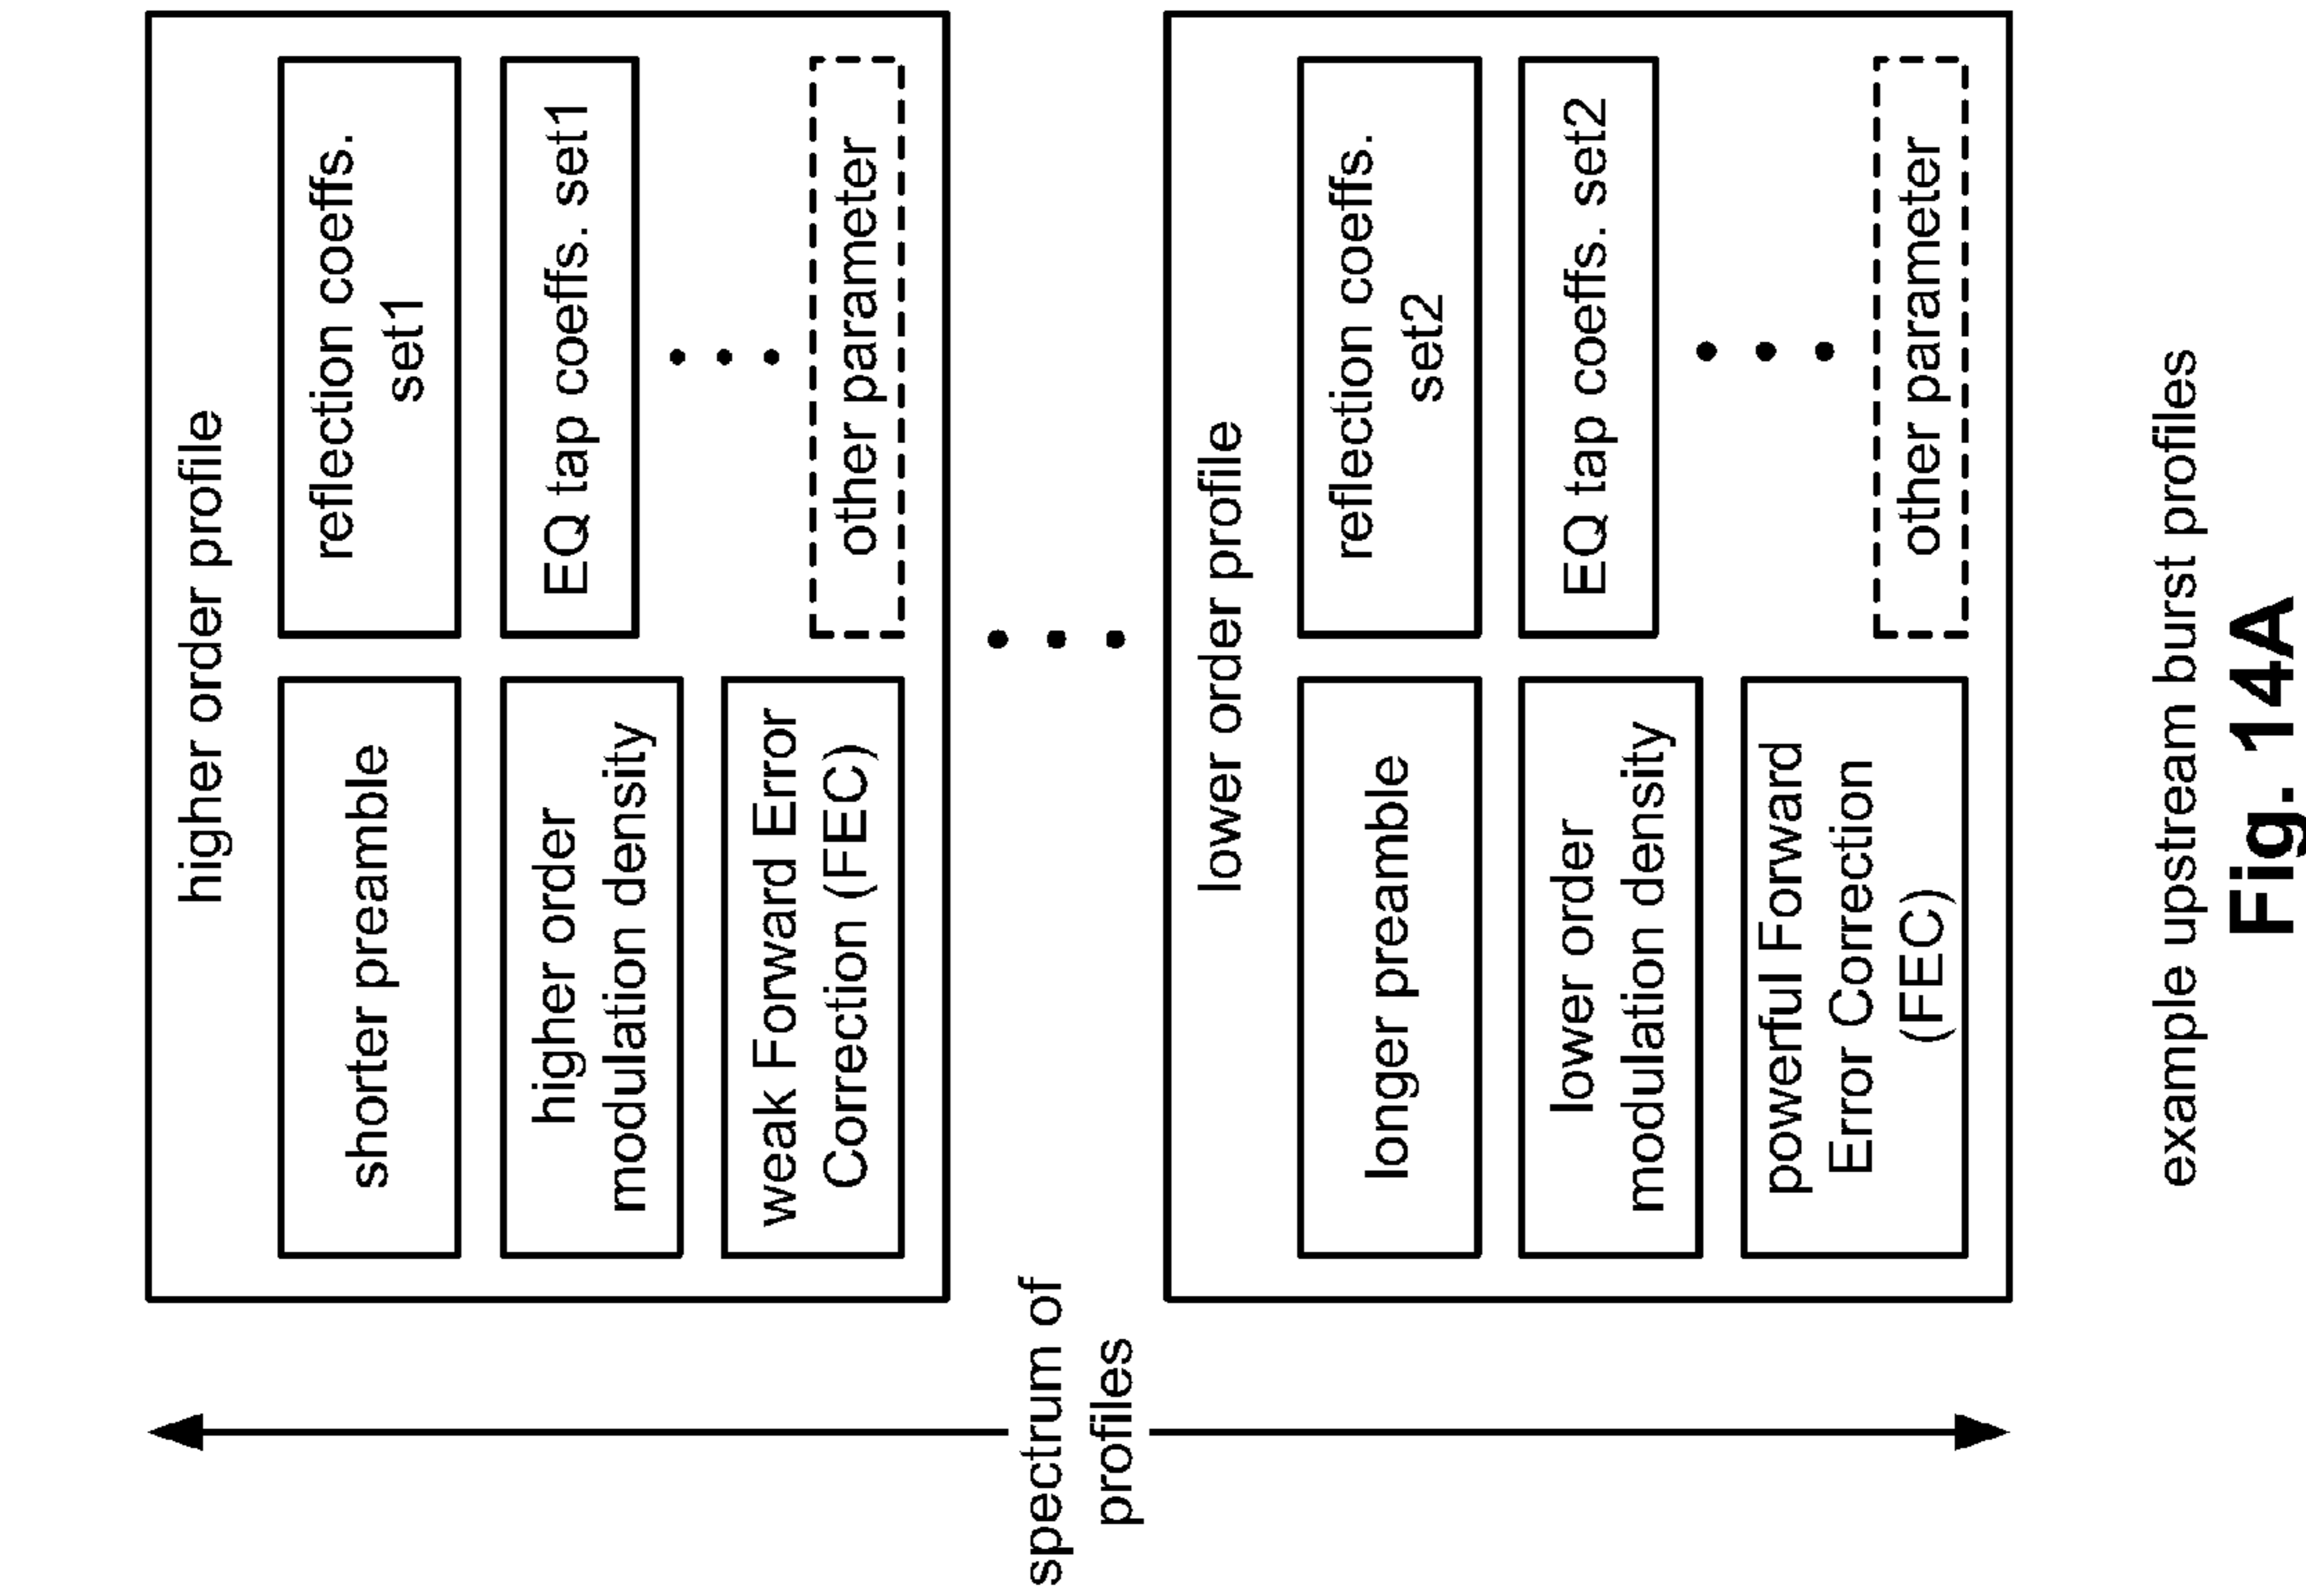 higher order profile
shorter preamble
higher order
modulation density
weak Forward Error
Correction (FEC)
reflection coeffs.
set1
EQ tap coeffs. set1
other parameter
spectrum of
profiles
lower order profile
longer preamble
lower order
modulation density
powerful Forward
Error Correction
(FEC)
reflection coeffs.
set2
EQ tap coeffs. set2
other parameter
example upstream burst profiles
Fig. 14A